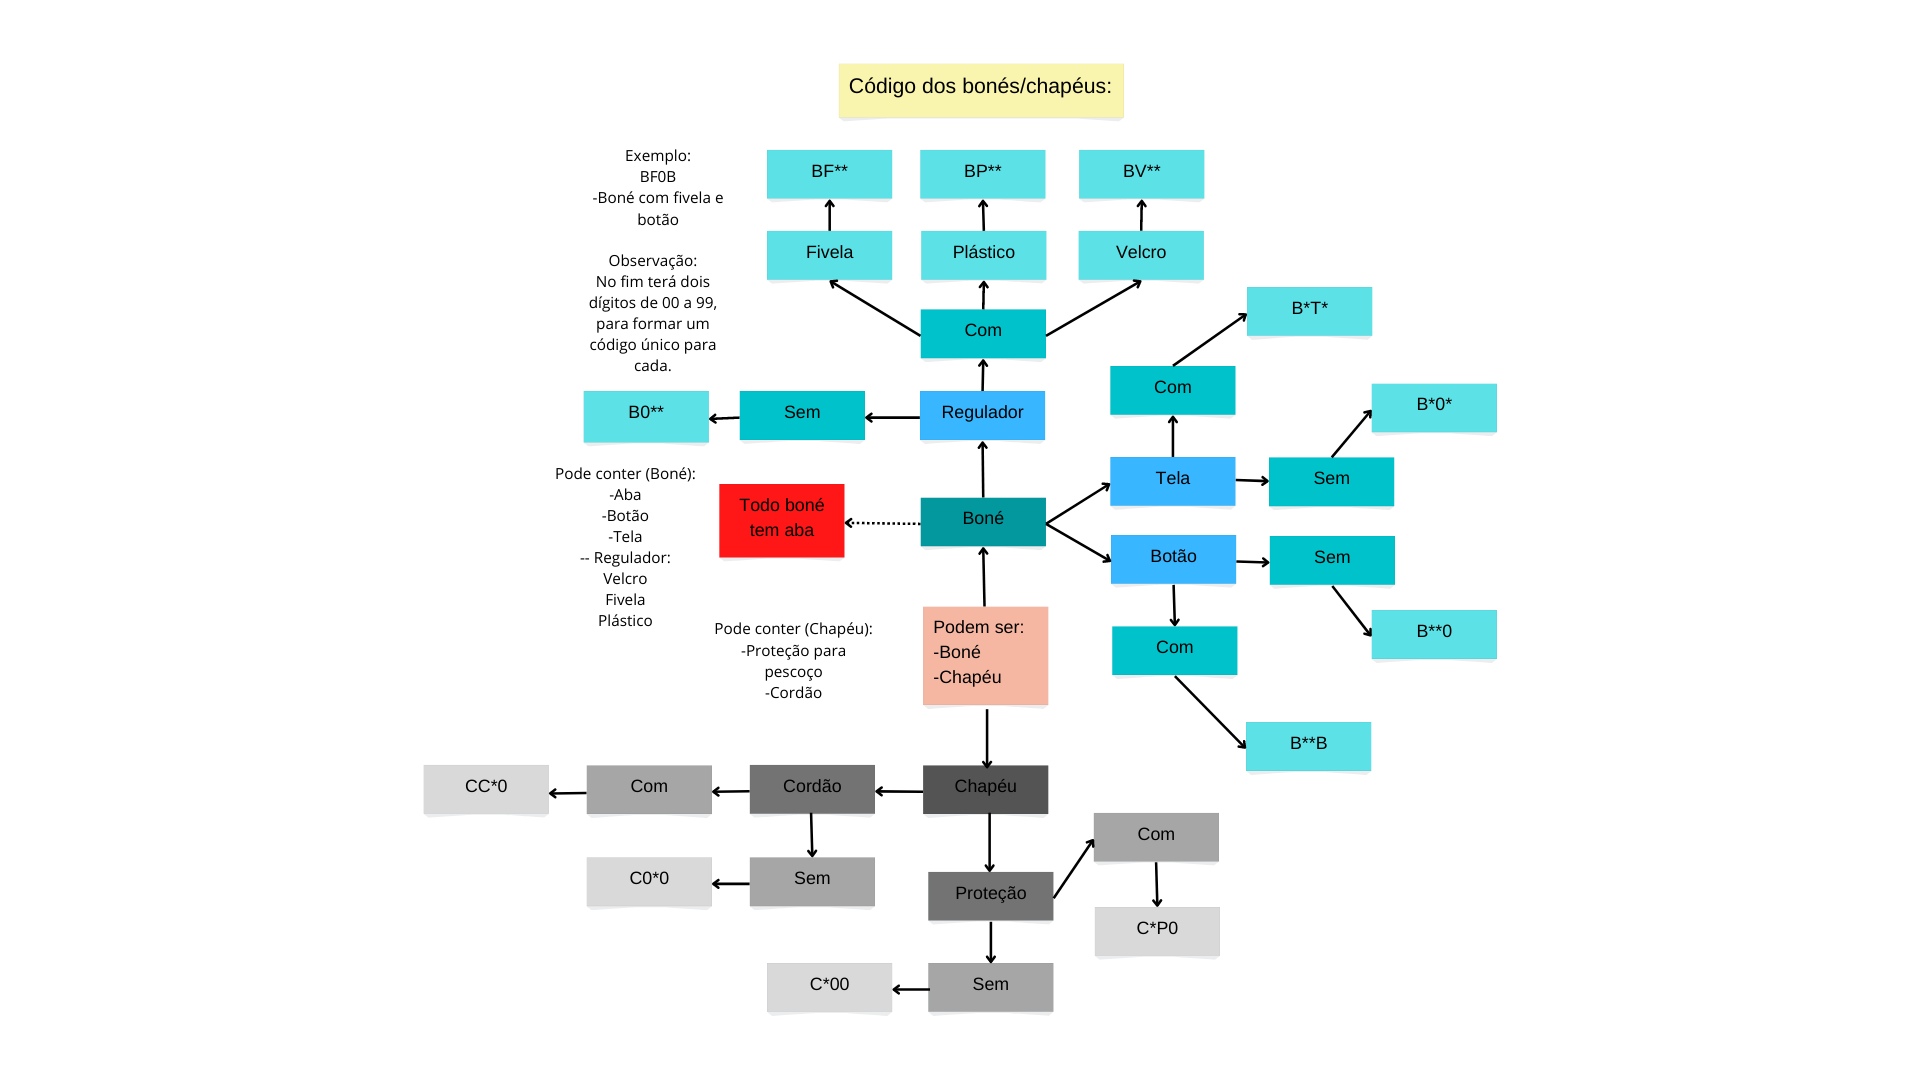 Código dos bonés/chapéus:
Exemplo:
BF0B
-Boné com fivela e
botão
Observação:
No fim terá dois
dígitos de 00 a 99,
para formar um
código único para
cada.
BF**
BP**
BV**
Fivela
Plástico
Velcro
Com
B*T*
Com
B0**
Sem
Regulador
B*0*
Tela
Sem
Pode conter (Boné):
-Aba
-Botão
-Tela
-- Regulador:
Velcro
Fivela
Plástico
Todo boné
tem aba
Boné
Botão
Sem
B**0
Com
B**B
Pode conter (Chapéu):
-Proteção para
pescoço
-Cordão
Podem ser:
-Boné
-Chapéu
CC*0
Com
Cordão
Chapéu
C0*0
Sem
Com
Proteção
C*P0
C*00
Sem